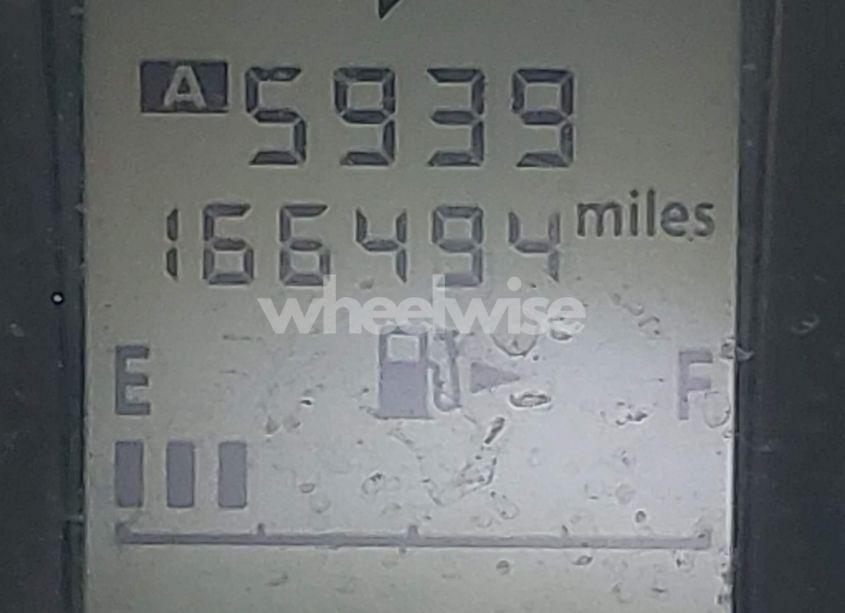 A 5939
166494 miles
wheelwise
E F